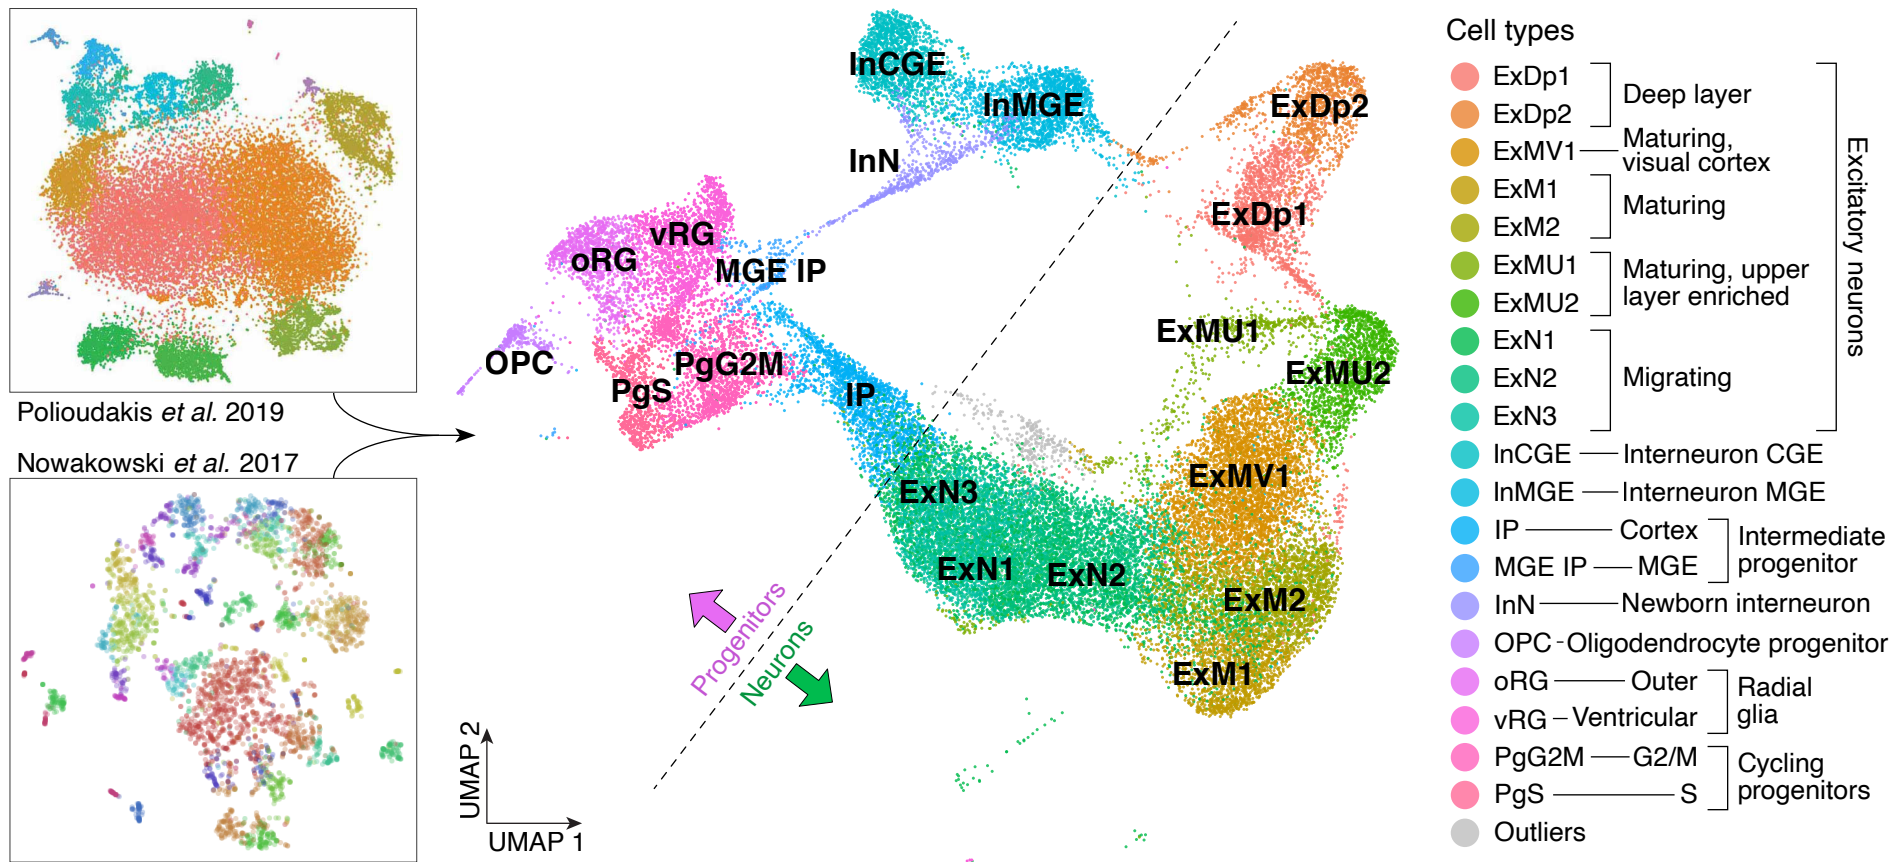 Polioudakis et al. 2019
Nowakowski et al. 2017
InCGE
InMGE
InN
vRG
oRG
MGE IP
OPC
PgS
PgG2M
IP
ExDp2
ExDp1
ExMU1
ExMU2
ExMV1
ExN3
ExN1
ExN2
ExM2
ExM1
Progenitors
Neurons
UMAP 2
UMAP 1
Cell types
ExDp1
ExDp2
Deep layer
ExMV1
Maturing,
visual cortex
ExM1
ExM2
Maturing
ExMU1
ExMU2
Maturing, upper
layer enriched
ExN1
ExN2
ExN3
Migrating
Excitatory neurons
InCGE Interneuron CGE
InMGE Interneuron MGE
IP Cortex
MGE IP MGE
Intermediate
progenitor
InN Newborn interneuron
OPC Oligodendrocyte progenitor
oRG Outer
vRG Ventricular
Radial
glia
PgG2M G2/M
PgS S
Cycling
progenitors
Outliers